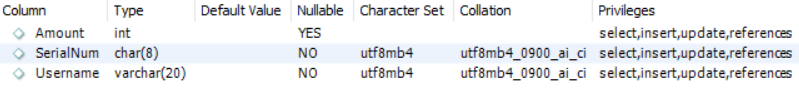 Column Type Default Value Nullable Character Set Collation Privileges
Amount int YES select,insert,update,references
SerialNum char(8) NO utf8mb4 utf8mb4_0900_ai_ci select,insert,update,references
Username varchar(20) NO utf8mb4 utf8mb4_0900_ai_ci select,insert,update,references